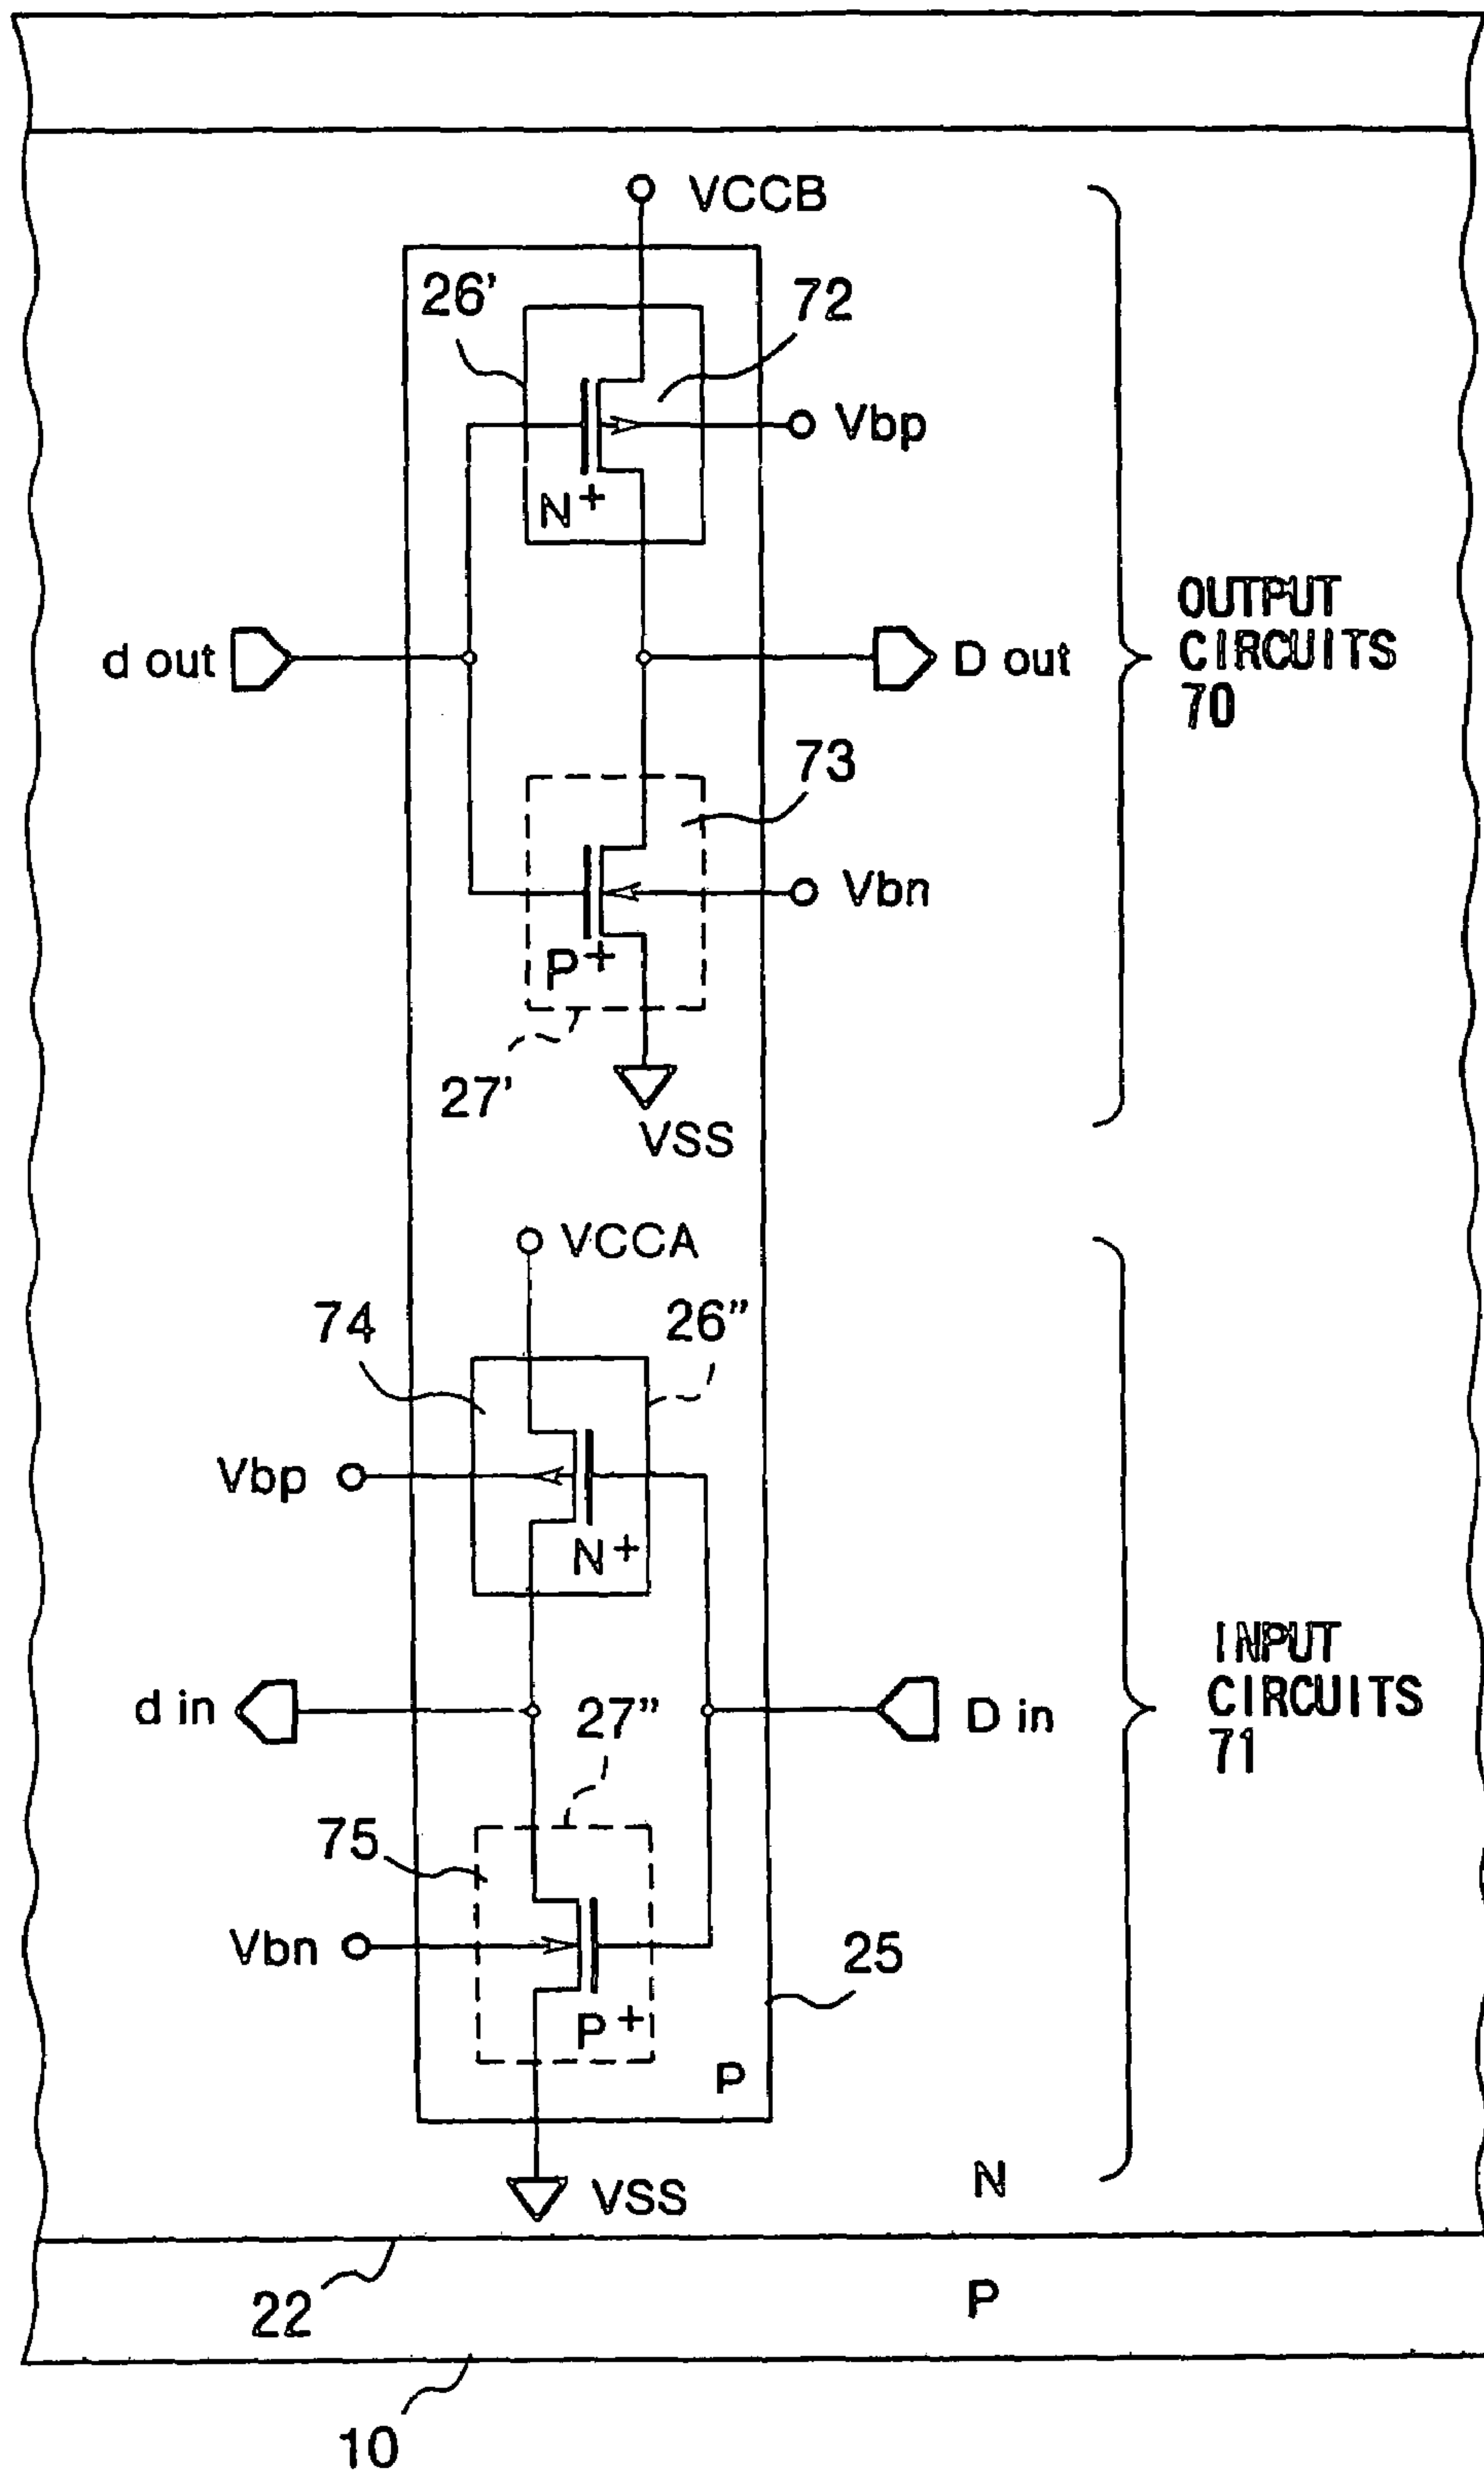 VCCB
26'
72
Vbp
N+
OUTPUT
CIRCUITS
70
d out
D out
73
Vbn
P+
27'
VSS
VCCA
74
26"
Vbp
N+
INPUT
CIRCUITS
71
d in
27"
D in
75
Vbn
25
P+
P
VSS
N
22
P
10